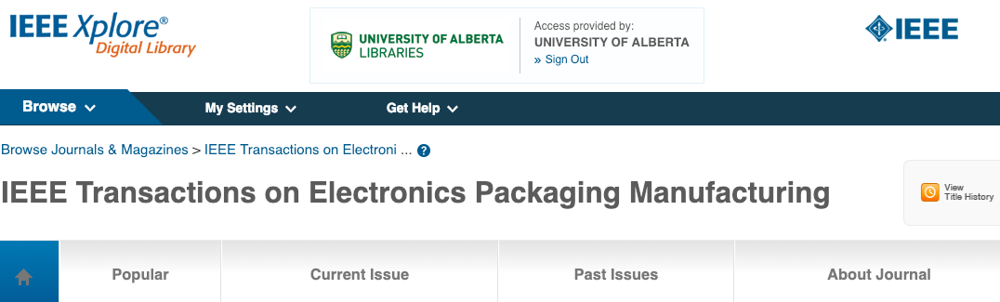 IEEE Xplore®
Digital Library
UNIVERSITY OF ALBERTA
LIBRARIES
Access provided by:
UNIVERSITY OF ALBERTA
» Sign Out
IEEE
Browse
My Settings
Get Help
Browse Journals & Magazines > IEEE Transactions on Electroni ... ?
IEEE Transactions on Electronics Packaging Manufacturing
View
Title History
Popular
Current Issue
Past Issues
About Journal